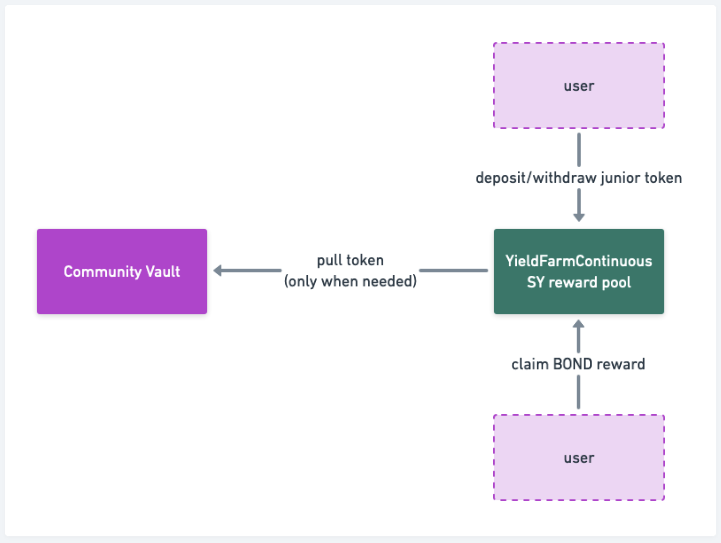 user
deposit/withdraw junior token
Community Vault
pull token
(only when needed)
YieldFarmContinuous
SY reward pool
claim BOND reward
user